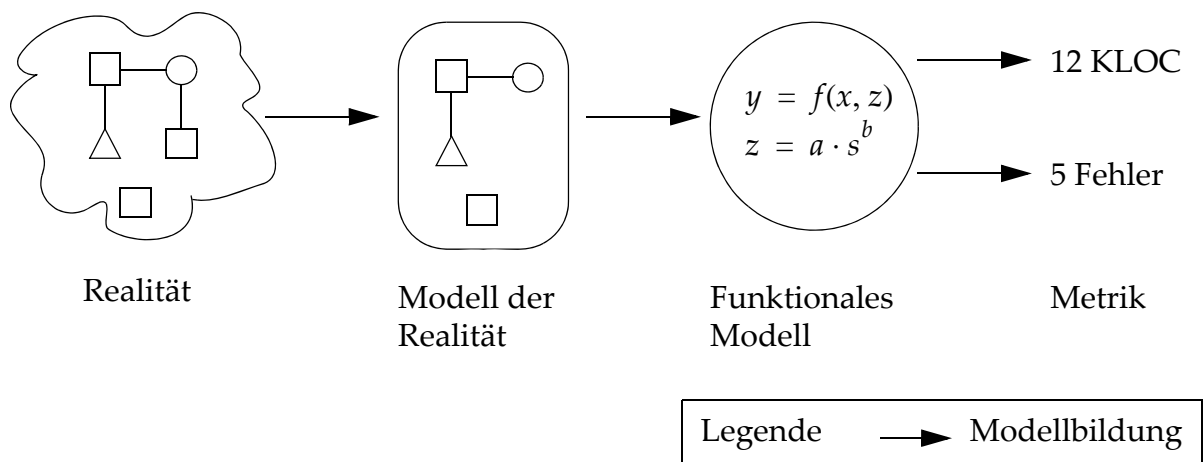 12 KLOC
y = f(x, z)
z = a · s^b
5 Fehler
Realität
Modell der
Realität
Funktionales
Modell
Metrik
Legende
Modellbildung